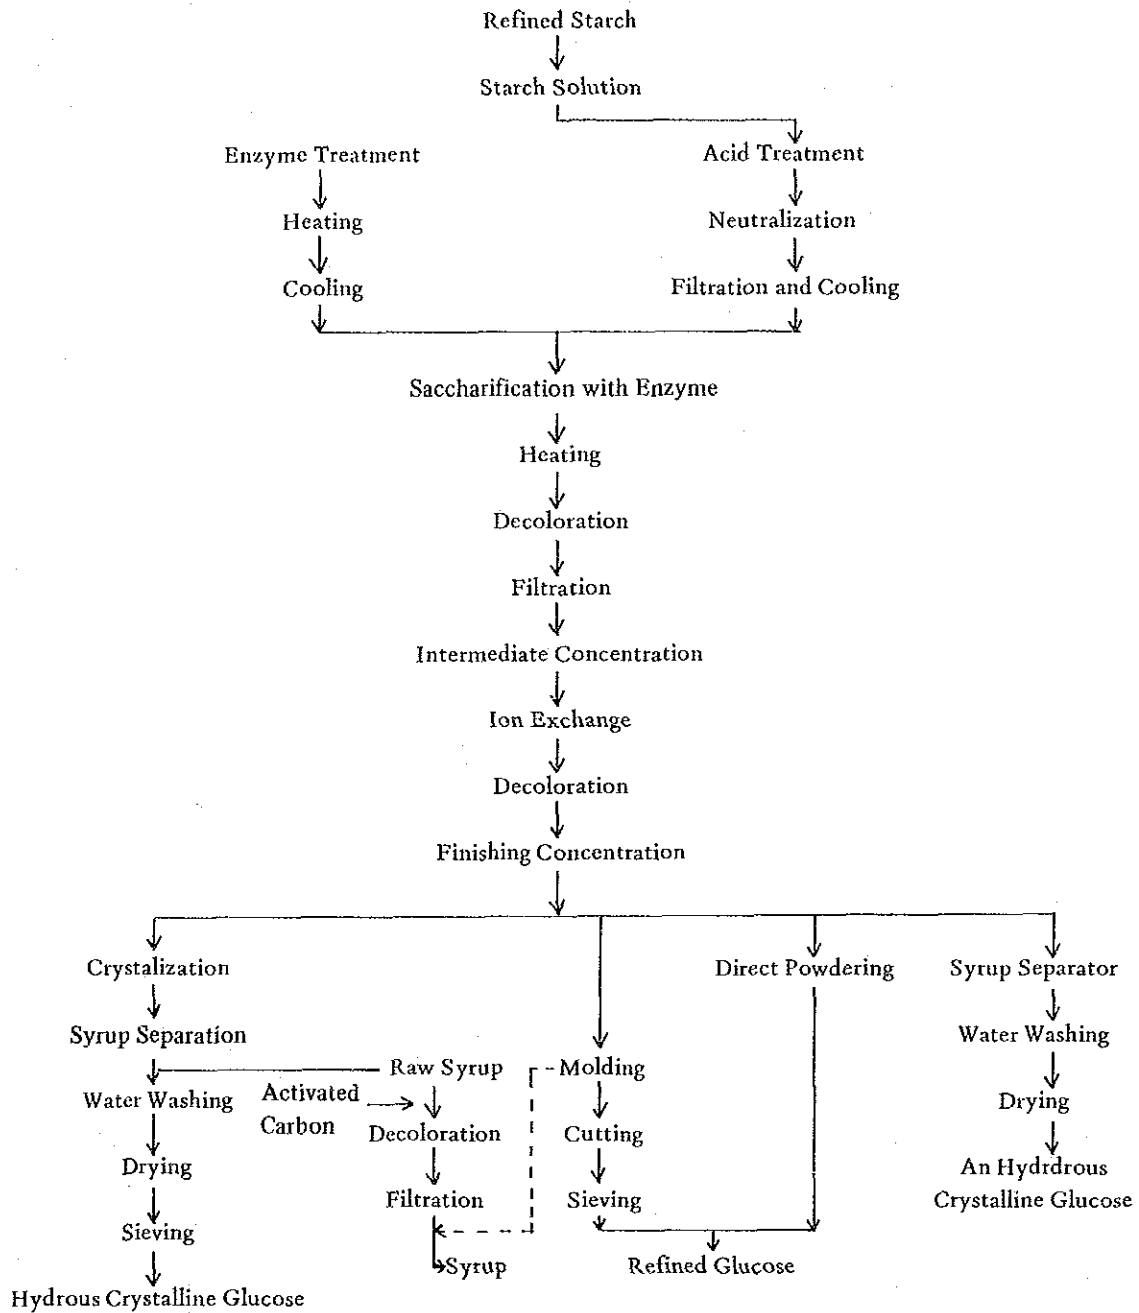 Refined Starch
Starch Solution
Enzyme Treatment
Acid Treatment
Heating
Neutralization
Cooling
Filtration and Cooling
Saccharification with Enzyme
Heating
Decoloration
Filtration
Intermediate Concentration
Ion Exchange
Decoloration
Finishing Concentration
Crystalization
Direct Powdering
Syrup Separator
Syrup Separation
Water Washing
Raw Syrup
Molding
Water Washing
Activated
Carbon
Drying
Decoloration
Cutting
Drying
An Hydrdrous
Crystalline Glucose
Filtration
Sieving
Sieving
Syrup
Refined Glucose
Hydrous Crystalline Glucose